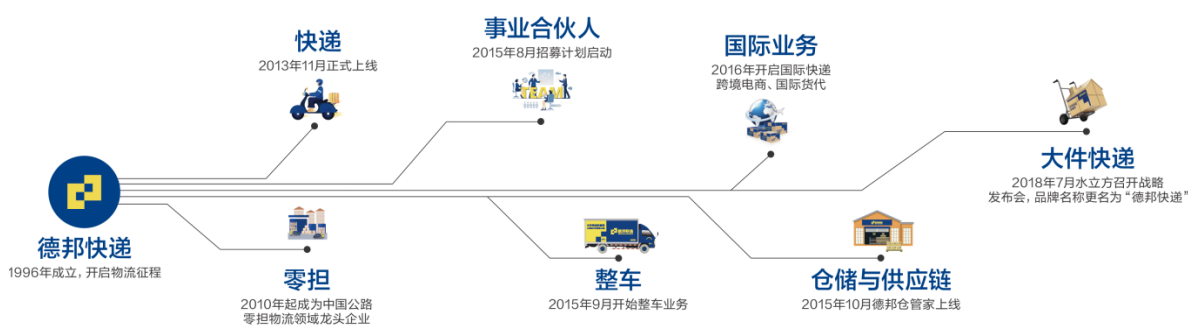 快递
2013年11月正式上线
事业合伙人
2015年8月招募计划启动
TEAM
国际业务
2016年开启国际快递
跨境电商、国际货代
大件快递
2018年7月水立方召开战略
发布会，品牌名称更名为“德邦快递”
德邦快递
1996年成立，开启物流征程
零担
2010年起成为中国公路
零担物流领域龙头企业
整车
2015年9月开始整车业务
仓储与供应链
2015年10月德邦仓管家上线